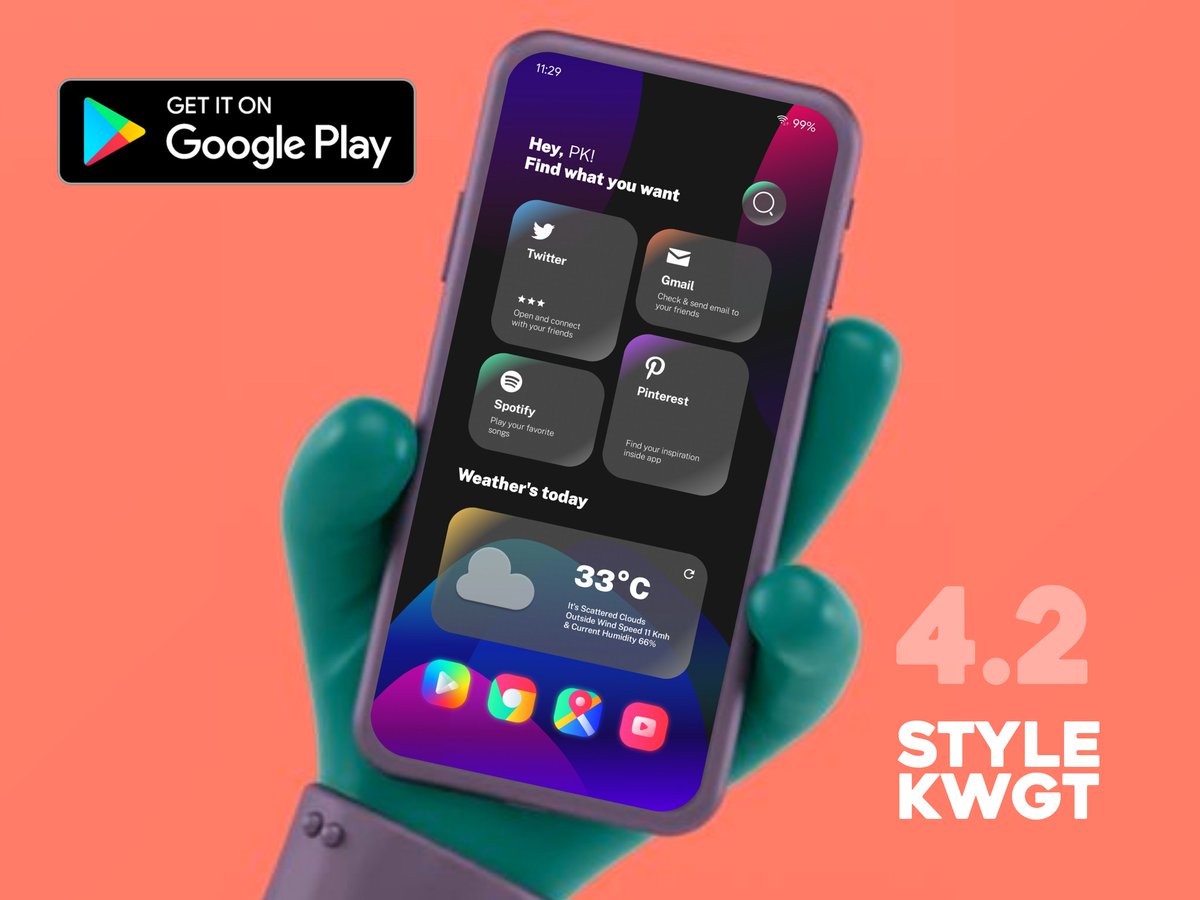 GET IT ON
Google Play
11:29
99%
Hey, PK!
Find what you want
Twitter
★★★
Open and connect
with your friends
Gmail
Check & send email to
your friends
Spotify
Play your favorite
songs
Pinterest
Find your inspiration
inside app
Weather's today
33°C
It's Scattered Clouds
Outside Wind Speed 11 Kmh
& Current Humidity 66%
4.2
STYLE
KWGT